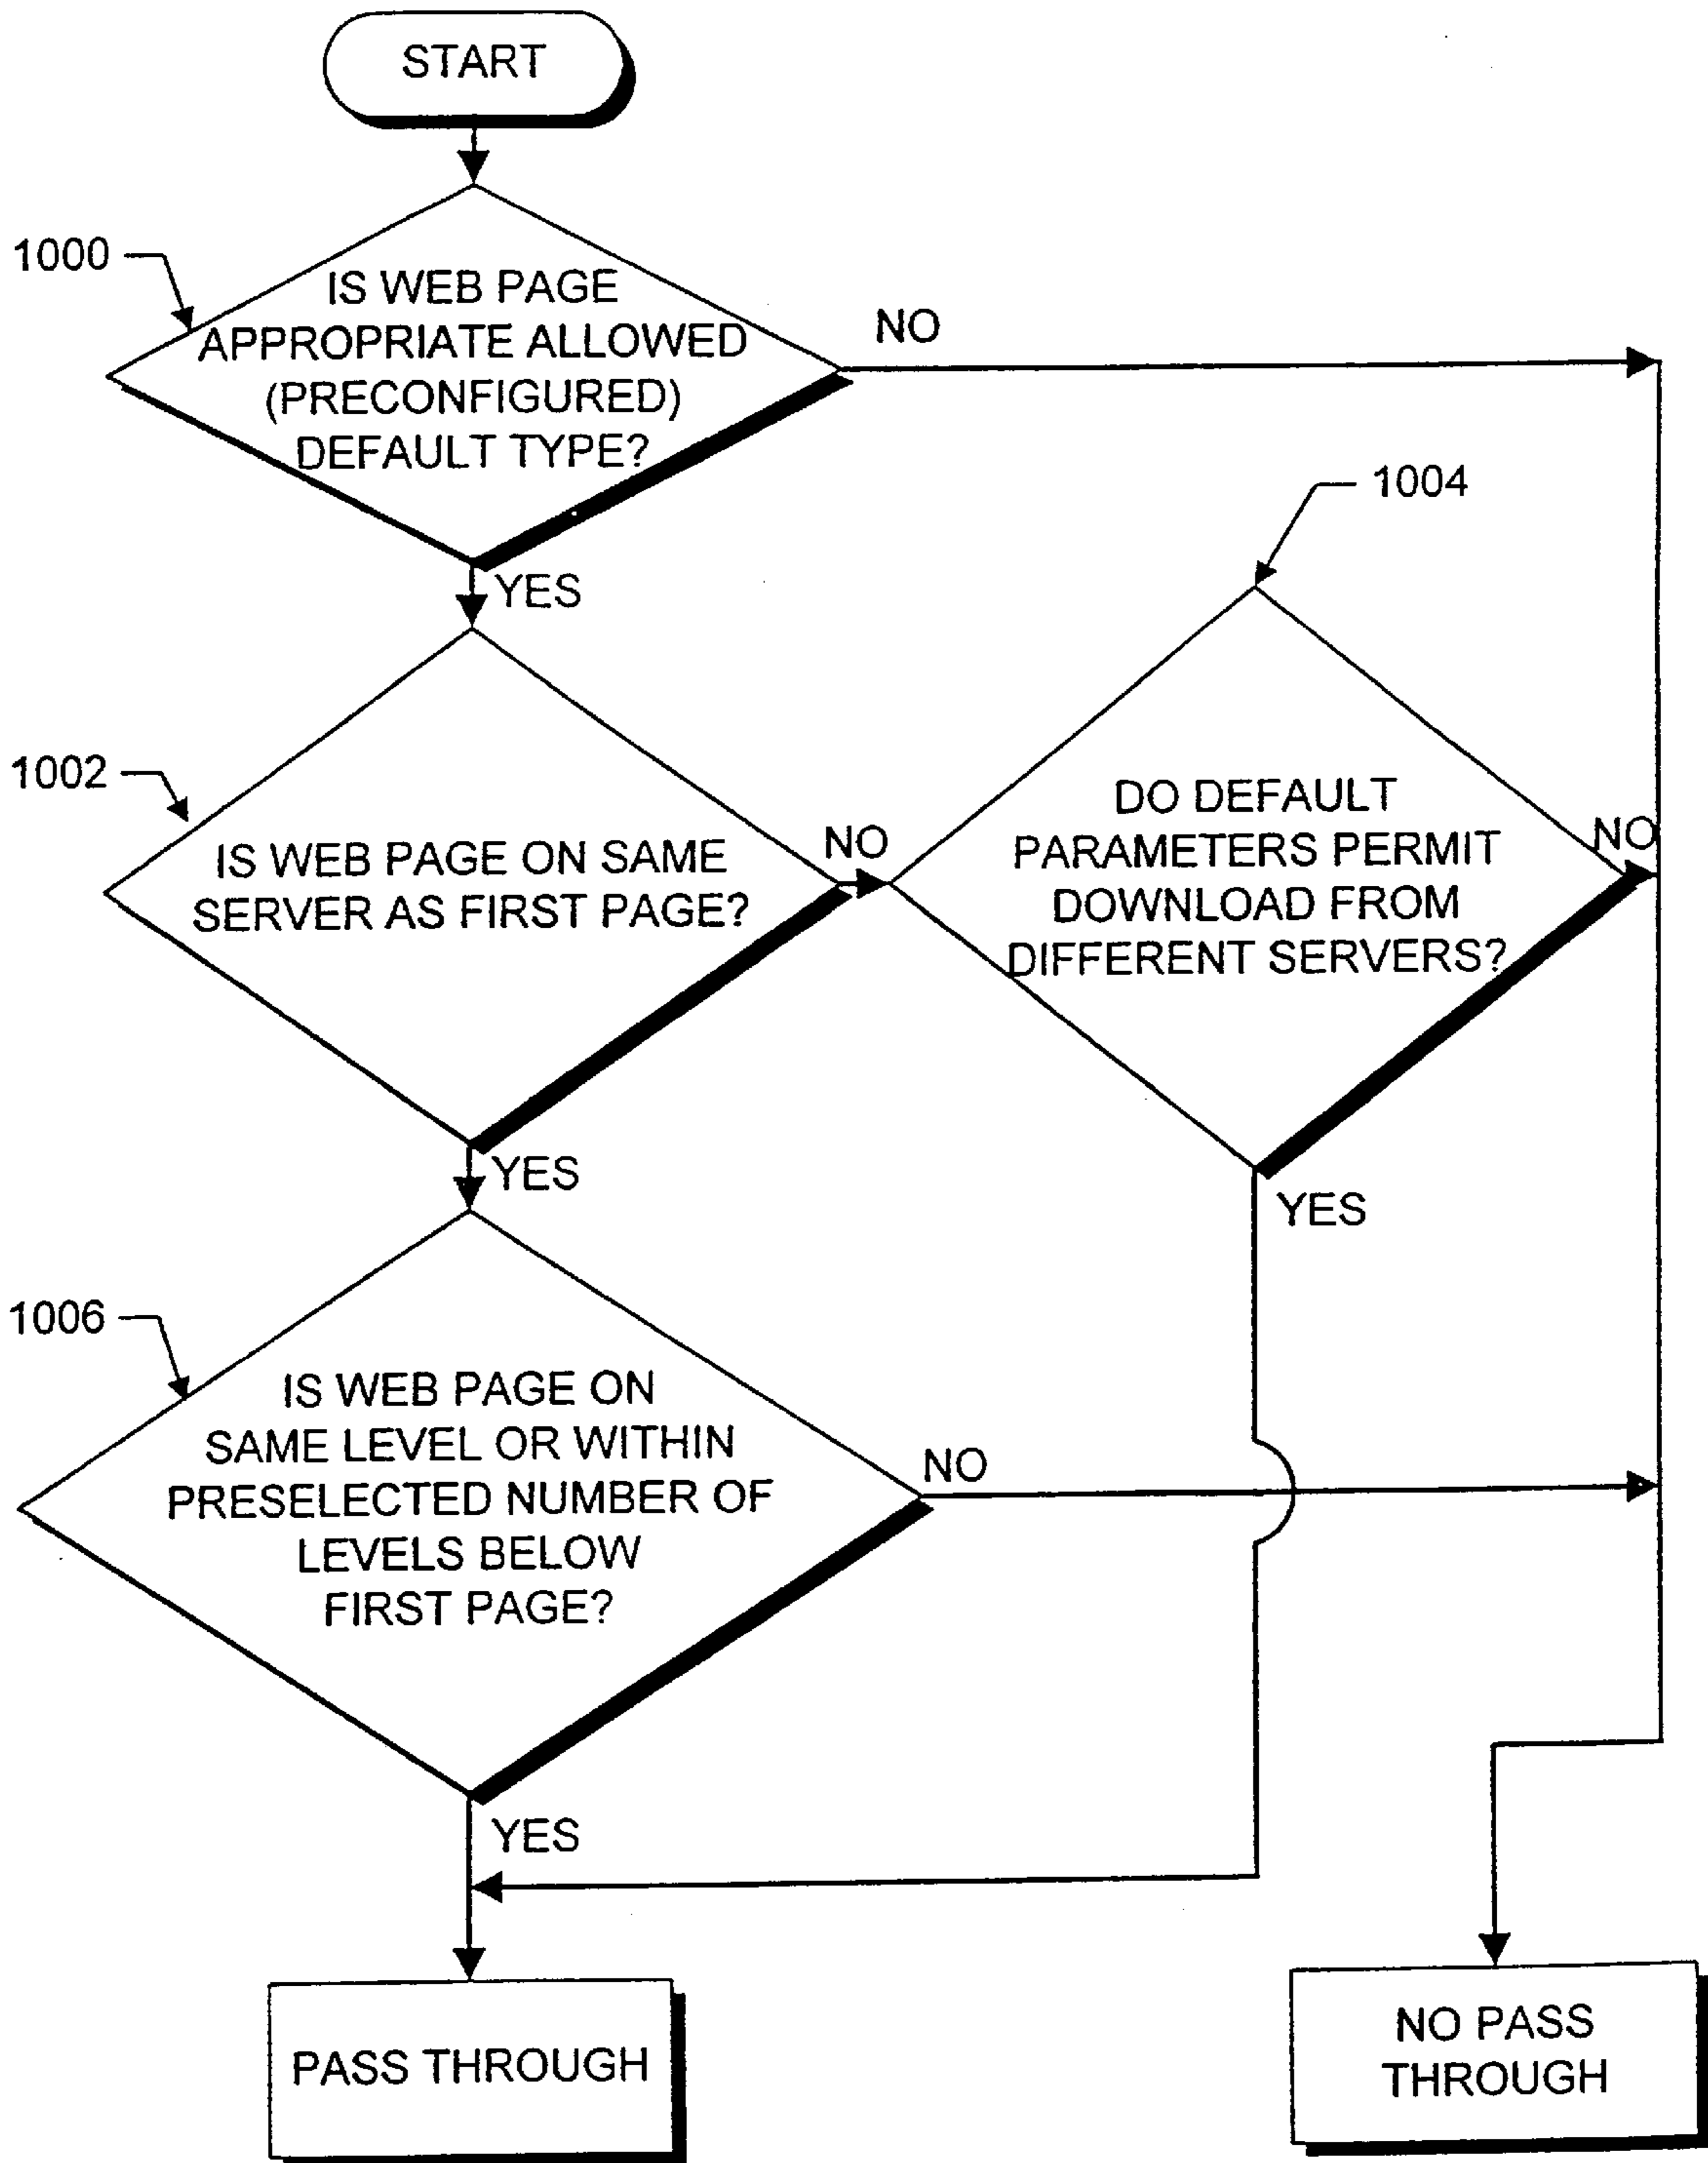 START
1000
IS WEB PAGE
APPROPRIATE ALLOWED
(PRECONFIGURED)
DEFAULT TYPE?
NO
YES
1002
IS WEB PAGE ON SAME
SERVER AS FIRST PAGE?
NO
YES
1004
DO DEFAULT
PARAMETERS PERMIT
DOWNLOAD FROM
DIFFERENT SERVERS?
NO
YES
1006
IS WEB PAGE ON
SAME LEVEL OR WITHIN
PRESELECTED NUMBER OF
LEVELS BELOW
FIRST PAGE?
NO
YES
PASS THROUGH
NO PASS
THROUGH